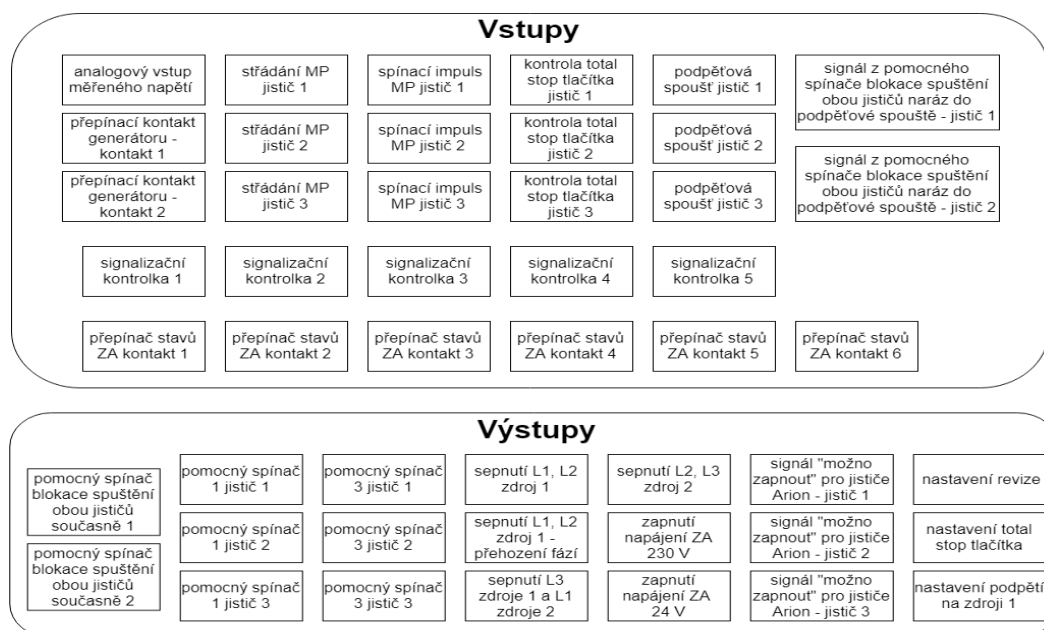 Vstupy
analogový vstup
měřeného napětí
střádání MP
jistič 1
spínací impuls
MP jistič 1
kontrola total
stop tlačítka
jistič 1
podpěťová
spoušť jistič 1
signál z pomocného
spínače blokace spuštění
obou jističů naráz do
podpěťové spouště - jistič 1
přepínací kontakt
generátoru -
kontakt 1
střádání MP
jistič 2
spínací impuls
MP jistič 2
kontrola total
stop tlačítka
jistič 2
podpěťová
spoušť jistič 2
signál z pomocného
spínače blokace spuštění
obou jističů naráz do
podpěťové spouště - jistič 2
přepínací kontakt
generátoru -
kontakt 2
střádání MP
jistič 3
spínací impuls
MP jistič 3
kontrola total
stop tlačítka
jistič 3
podpěťová
spoušť jistič 3
signalizační
kontrolka 1
signalizační
kontrolka 2
signalizační
kontrolka 3
signalizační
kontrolka 4
signalizační
kontrolka 5
přepínač stavů
ZA kontakt 1
přepínač stavů
ZA kontakt 2
přepínač stavů
ZA kontakt 3
přepínač stavů
ZA kontakt 4
přepínač stavů
ZA kontakt 5
přepínač stavů
ZA kontakt 6
Výstupy
pomocný spínač
blokace spuštění
obou jističů
současně 1
pomocný spínač
1 jistič 1
pomocný spínač
3 jistič 1
sepnutí L1, L2
zdroj 1
sepnutí L2, L3
zdroj 2
signál "možno
zapnout" pro jističe
Arion - jistič 1
nastavení revize
pomocný spínač
blokace spuštění
obou jističů
současně 2
pomocný spínač
1 jistič 2
pomocný spínač
3 jistič 2
sepnutí L1, L2
zdroj 1 -
přehození fází
zapnutí
napájení ZA
230 V
signál "možno
zapnout" pro jističe
Arion - jistič 2
nastavení total
stop tlačítka
pomocný spínač
1 jistič 3
pomocný spínač
3 jistič 3
sepnutí L3
zdroje 1 a L1
zdroje 2
zapnutí
napájení ZA
24 V
signál "možno
zapnout" pro jističe
Arion - jistič 3
nastavení podpětí
na zdroji 1